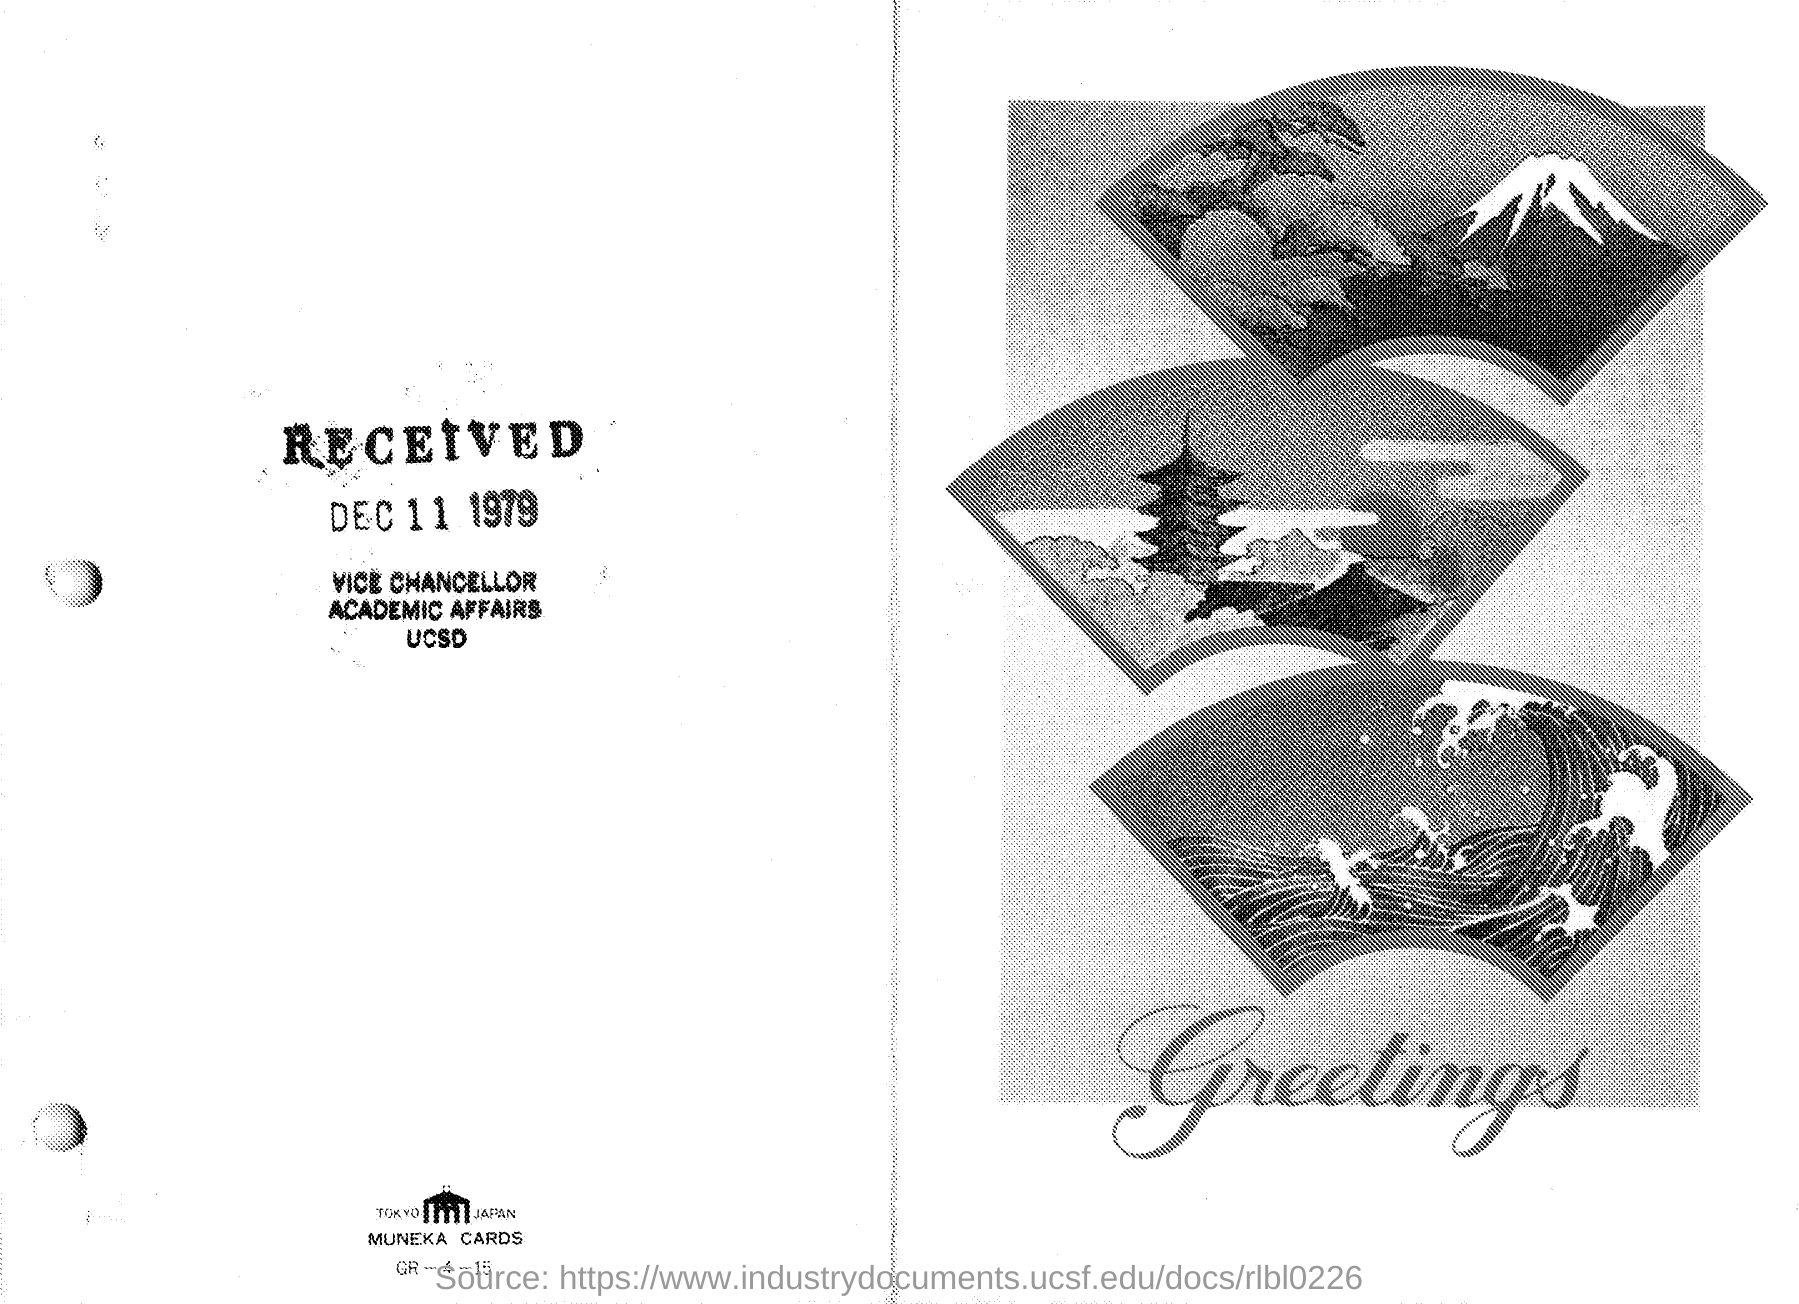 RECEIVED
DEC 11 1979
VICE CHANCELLOR
ACADEMIC AFFAIRS
UCSD
TOKYO JAPAN
MUNEKA CARDS
GR-4-15
Greetings
Source: https://www.industrydocuments.ucsf.edu/docs/rlbl0226